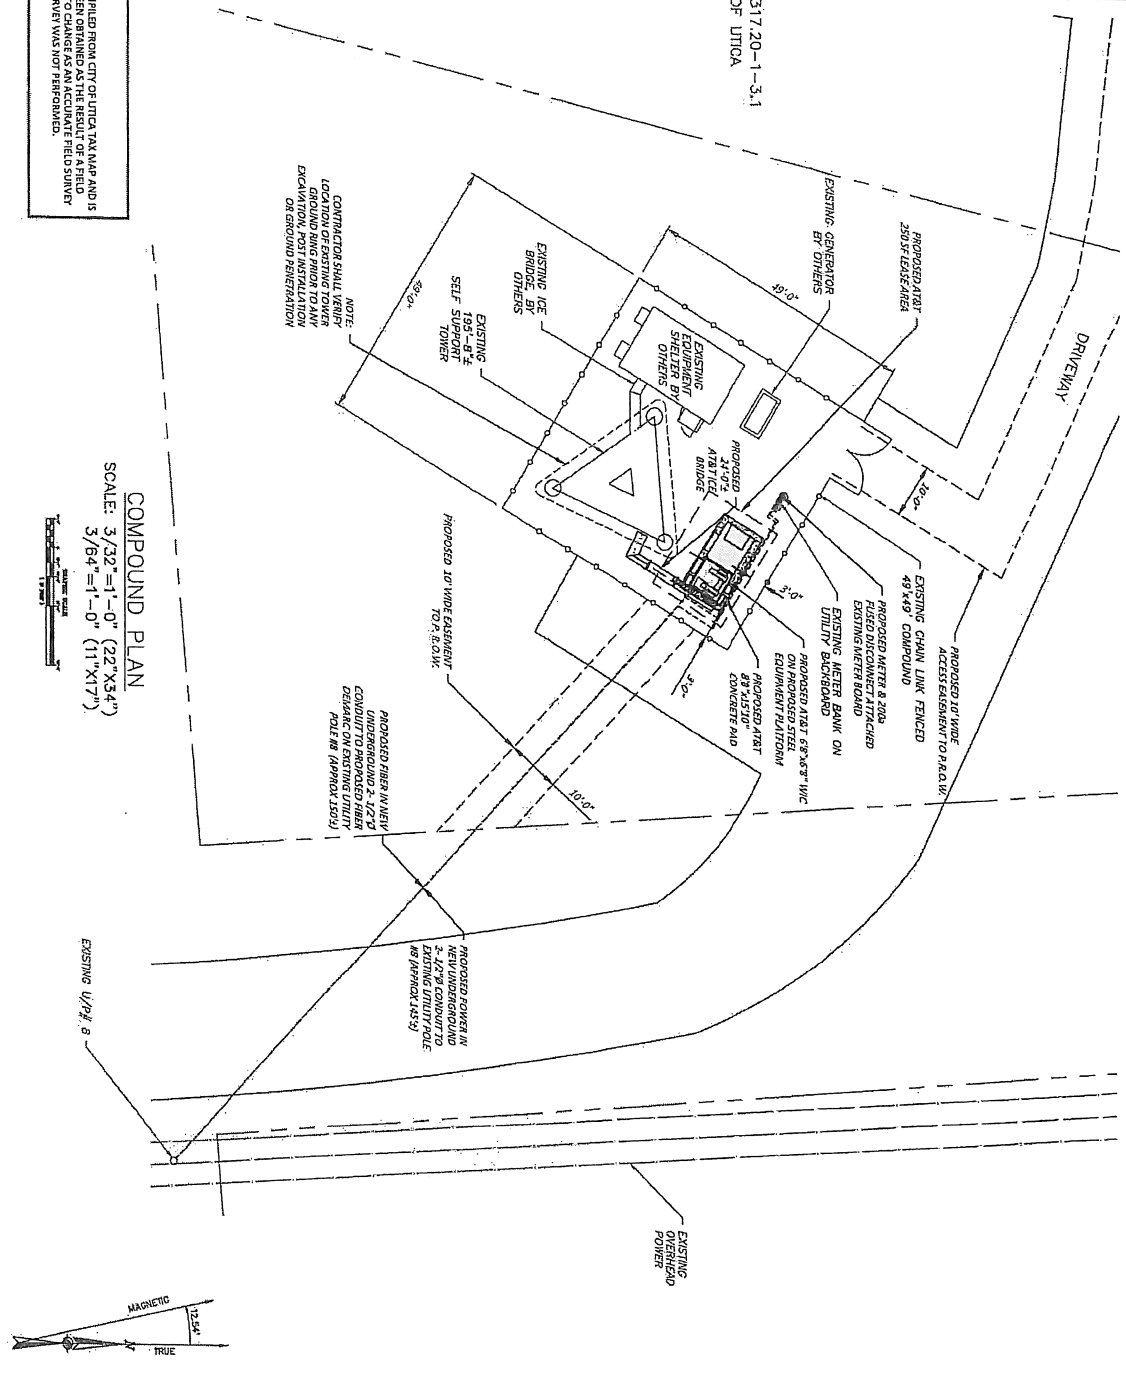 317.20-1-3.1
OF UTICA
DRIVEWAY
PROPOSED AT&T
250 SF LEASE AREA
EXISTING GENERATOR
BY OTHERS
EXISTING ICE
BRIDGE, BY
OTHERS
EXISTING
195'-8"±
SELF SUPPORT
TOWER
NOTE:
CONTRACTOR SHALL VERIFY
LOCATION OF EXISTING TOWER
GROUND RING PRIOR TO ANY
EXCAVATION, POST INSTALLATION
OR GROUND PENETRATION
49'-0"
EXISTING
EQUIPMENT
SHELTER BY
OTHERS
PROPOSED
24'-0"±
AT&T ICE
BRIDGE
20'-0"
3'-0"
9'-0"
PROPOSED 10' WIDE
ACCESS EASEMENT TO P.R.O.W.
EXISTING CHAIN LINK FENCED
49'x49' COMPOUND
PROPOSED METER & 200a
FUSED DISCONNECT ATTACHED
EXISTING METER BOARD
EXISTING METER BANK ON
UTILITY BACKBOARD
PROPOSED AT&T 6'8"x6'8" WIC
ON PROPOSED STEEL
EQUIPMENT PLATFORM
PROPOSED AT&T
8'8"x15'10"
CONCRETE PAD
PROPOSED 10' WIDE EASEMENT
TO P.R.O.W.
10'-0"
PROPOSED FIBER IN NEW
UNDERGROUND 2-1/2"Ø
CONDUIT TO PROPOSED FIBER
DEMARC ON EXISTING UTILITY
POLE #8 (APPROX 150'±)
PROPOSED POWER IN
NEW UNDERGROUND
2-1/2"Ø CONDUIT TO
EXISTING UTILITY POLE
#8 (APPROX 145'±)
EXISTING U/P# 8
EXISTING
OVERHEAD
POWER
COMPOUND PLAN
SCALE: 3/32"=1'-0" (22"X34")
3/64"=1'-0" (11"X17")
GRAPHIC SCALE
MPILED FROM CITY OF UTICA TAX MAP AND IS
EEN OBTAINED AS THE RESULT OF A FIELD
TO CHANGE AS AN ACCURATE FIELD SURVEY
RVEY WAS NOT PERFORMED.
MAGNETIC
12.54°
TRUE
N